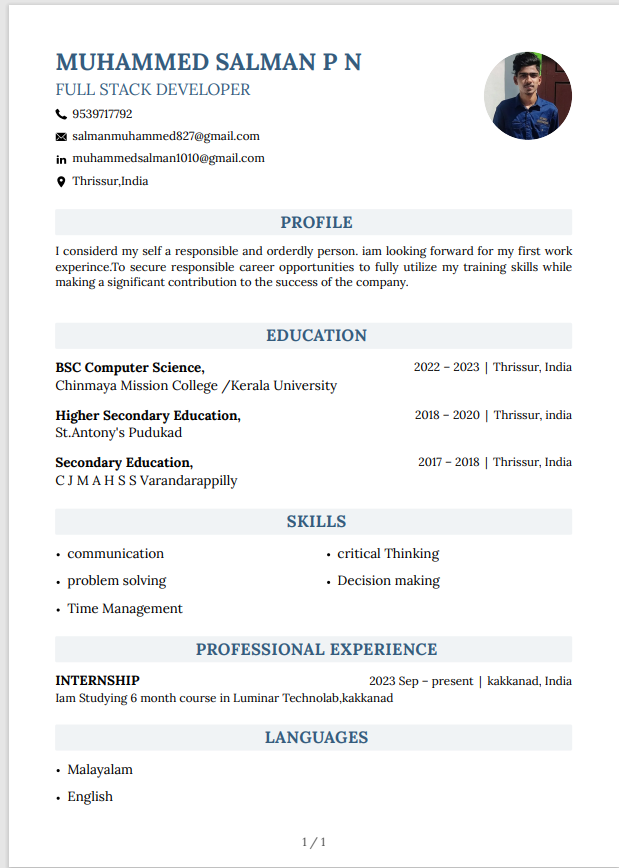 MUHAMMED SALMAN P N
FULL STACK DEVELOPER
9539717792
salmanmuhammed827@gmail.com
in muhammedsalman1010@gmail.com
Thrissur,India
PROFILE
I considerd my self a responsible and orderdly person. iam looking forward for my first work
experince.To secure responsible career opportunities to fully utilize my training skills while
making a significant contribution to the success of the company.
EDUCATION
BSC Computer Science, 2022 – 2023 | Thrissur, India
Chinmaya Mission College /Kerala University
Higher Secondary Education, 2018 – 2020 | Thrissur, india
St.Antony's Pudukad
Secondary Education, 2017 – 2018 | Thrissur, India
C J M A H S S Varandarappilly
SKILLS
• communication • critical Thinking
• problem solving • Decision making
• Time Management
PROFESSIONAL EXPERIENCE
INTERNSHIP 2023 Sep – present | kakkanad, India
Iam Studying 6 month course in Luminar Technolab,kakkanad
LANGUAGES
• Malayalam
• English
1 / 1